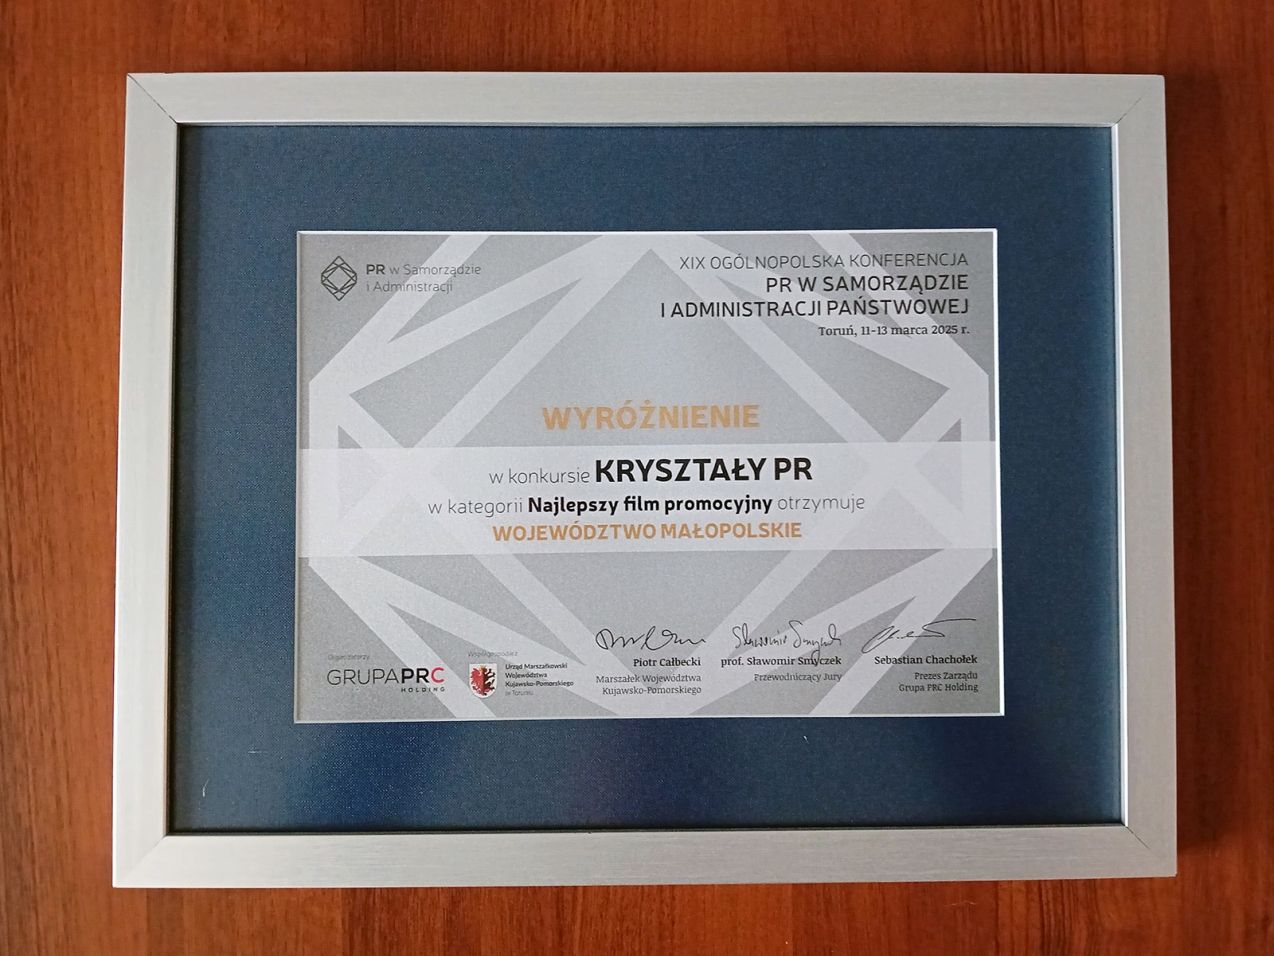 PR w Samorządzie
i Administracji
XIX OGÓLNOPOLSKA KONFERENCJA
PR W SAMORZĄDZIE
I ADMINISTRACJI PAŃSTWOWEJ
Toruń, 11-13 marca 2025 r.
WYRÓŻNIENIE
w konkursie KRYSZTAŁY PR
w kategorii Najlepszy film promocyjny otrzymuje
WOJEWÓDZTWO MAŁOPOLSKIE
Organizatorzy
GRUPAPRC
HOLDING
Współgospodarz
Urząd Marszałkowski
Województwa
Kujawsko-Pomorskiego
w Toruniu
Piotr Całbecki
Marszałek Województwa
Kujawsko-Pomorskiego
prof. Sławomir Smyczek
Przewodniczący Jury
Sebastian Chachołek
Prezes Zarządu
Grupa PRC Holding